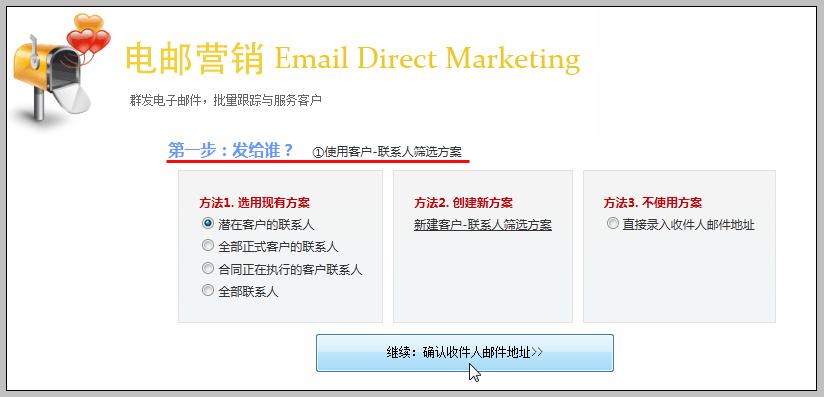 电邮营销 Email Direct Marketing
群发电子邮件，批量跟踪与服务客户
第一步：发给谁？ ①使用客户-联系人筛选方案
方法1. 选用现有方案
潜在客户的联系人
全部正式客户的联系人
合同正在执行的客户联系人
全部联系人
方法2. 创建新方案
新建客户-联系人筛选方案
方法3. 不使用方案
直接录入收件人邮件地址
继续：确认收件人邮件地址>>